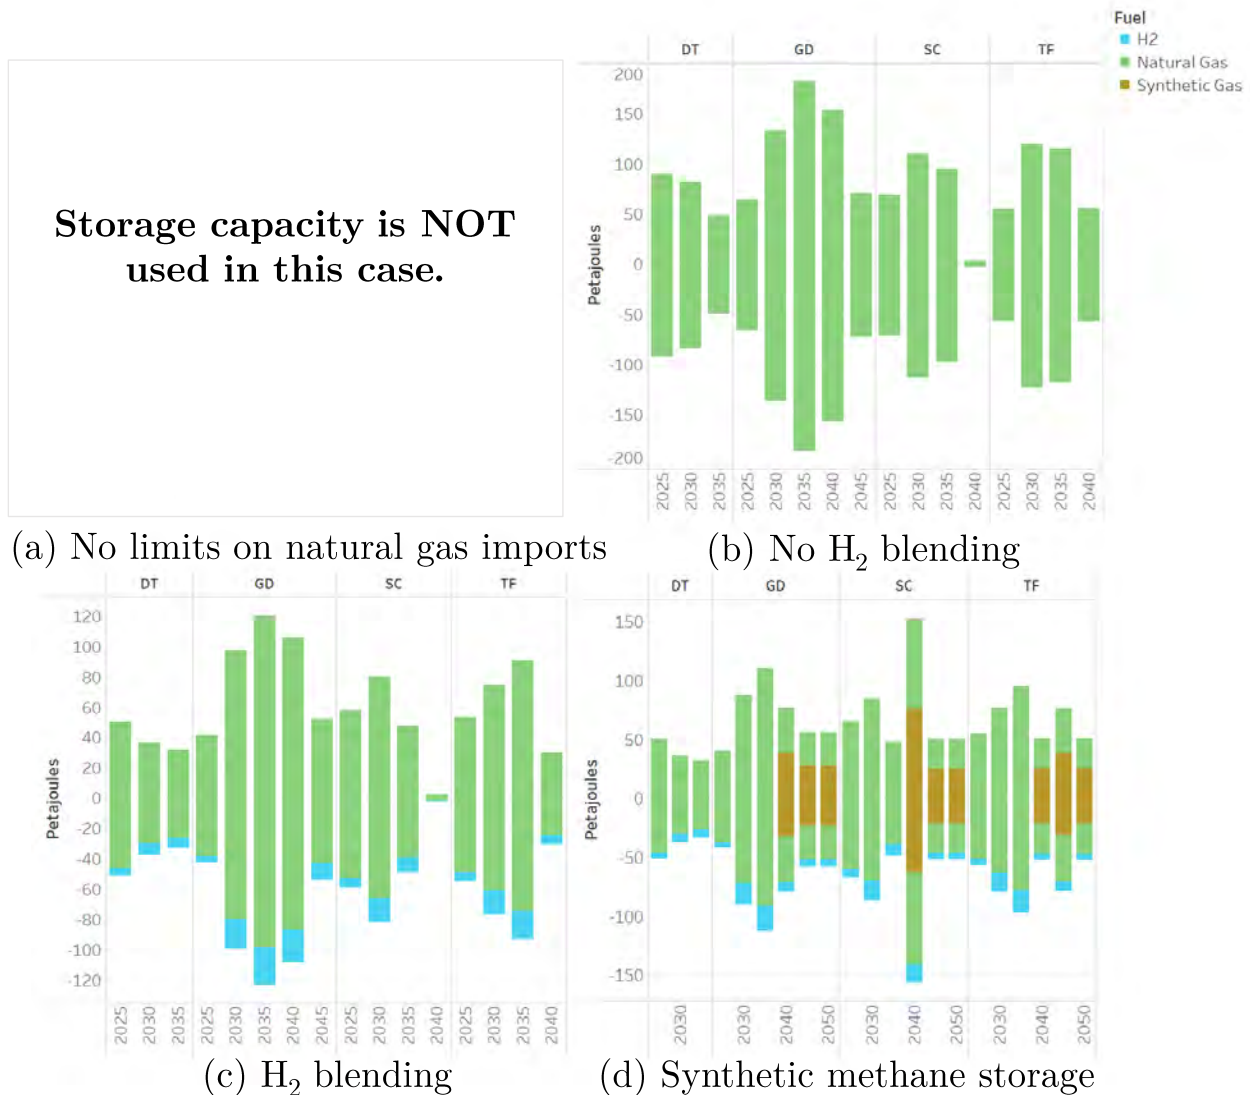 Fuel
H2
Natural Gas
Synthetic Gas
Storage capacity is NOT
used in this case.
(a) No limits on natural gas imports
DT GD SC TF
200
150
100
50
0
-50
-100
-150
-200
Petajoules
2025 2030 2035 2025 2030 2035 2040 2045 2025 2030 2035 2040 2025 2030 2035 2040
(b) No H₂ blending
DT GD SC TF
120
100
80
60
40
20
0
-20
-40
-60
-80
-100
-120
Petajoules
2025 2030 2035 2025 2030 2035 2040 2045 2025 2030 2035 2040 2025 2030 2035 2040
(c) H₂ blending
DT GD SC TF
150
100
50
0
-50
-100
-150
Petajoules
2030 2030 2040 2050 2030 2040 2050 2030 2040 2050
(d) Synthetic methane storage